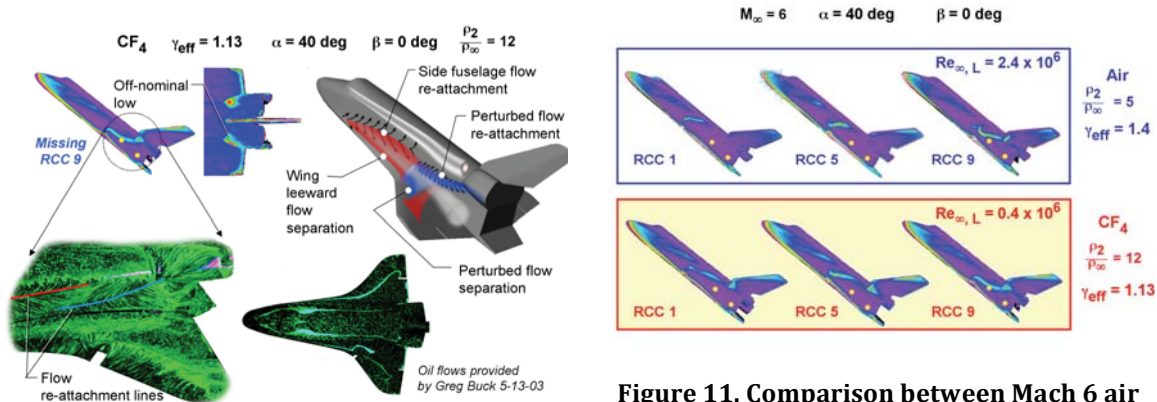 CF4 γeff = 1.13 α = 40 deg β = 0 deg ρ2/ρ∞ = 12
Off-nominal
low
Missing
RCC 9
Side fuselage flow
re-attachment
Perturbed flow
re-attachment
Wing
leeward
flow
separation
Perturbed flow
separation
Flow
re-attachment lines
Oil flows provided
by Greg Buck 5-13-03
M∞ = 6 α = 40 deg β = 0 deg
Re∞, L = 2.4 x 10^6
RCC 1 RCC 5 RCC 9
Air
ρ2/ρ∞ = 5
γeff = 1.4
Re∞, L = 0.4 x 10^6
RCC 1 RCC 5 RCC 9
CF4
ρ2/ρ∞ = 12
γeff = 1.13
Figure 11. Comparison between Mach 6 air